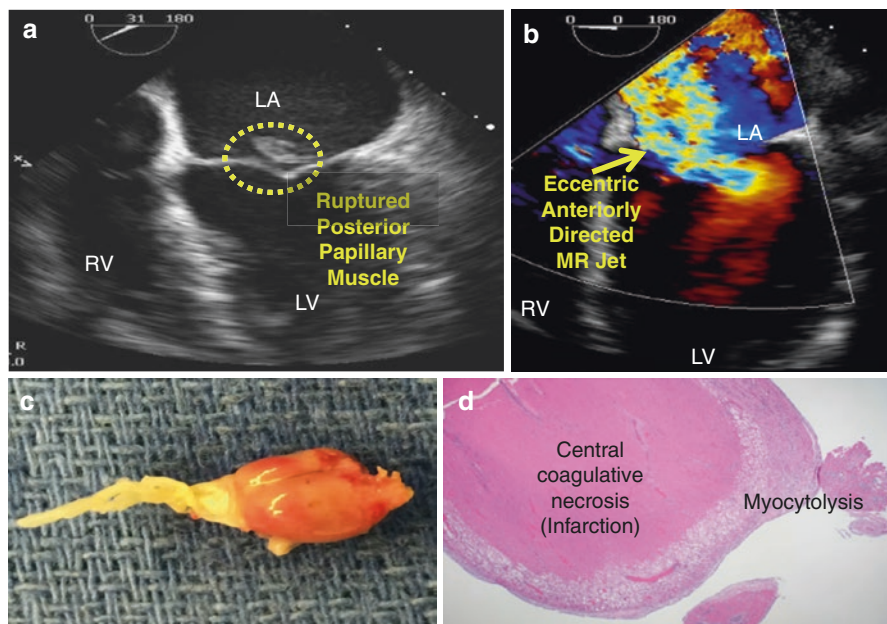 a
0 31 180
LA
Ruptured
Posterior
Papillary
Muscle
RV
LV
R
b
0 0 180
LA
Eccentric
Anteriorly
Directed
MR Jet
RV
LV
c
d
Central
coagulative
necrosis
(Infarction)
Myocytolysis